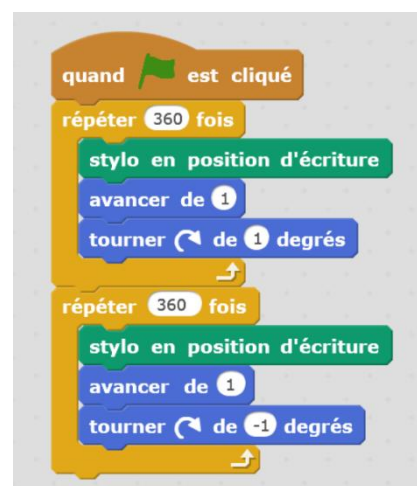 quand est cliqué
répéter 360 fois
stylo en position d'écriture
avancer de 1
tourner de 1 degrés
répéter 360 fois
stylo en position d'écriture
avancer de 1
tourner de -1 degrés